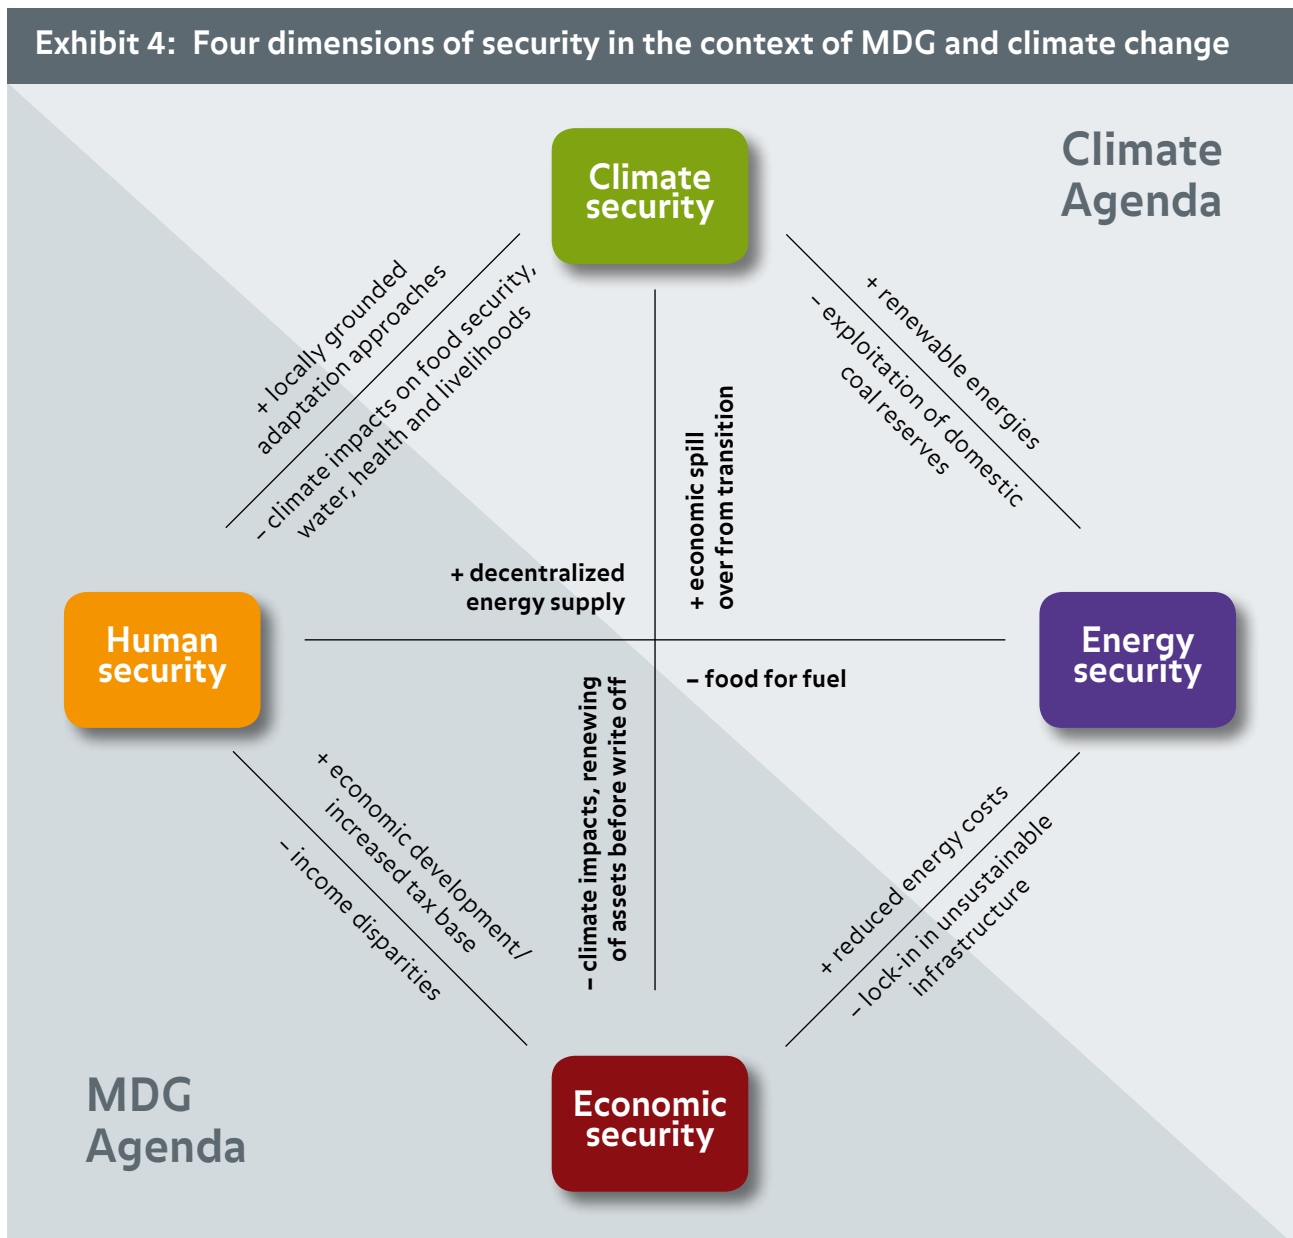 Exhibit 4: Four dimensions of security in the context of MDG and climate change
Climate
Agenda
Climate
security
+ locally grounded
adaptation approaches
– climate impacts on food security,
water, health and livelihoods
+ renewable energies
– exploitation of domestic
coal reserves
+ economic spill
over from transition
+ decentralized
energy supply
Human
security
Energy
security
– food for fuel
– climate impacts, renewing
of assets before write off
+ economic development/
increased tax base
– income disparities
+ reduced energy costs
– lock-in in unsustainable
infrastructure
Economic
security
MDG
Agenda